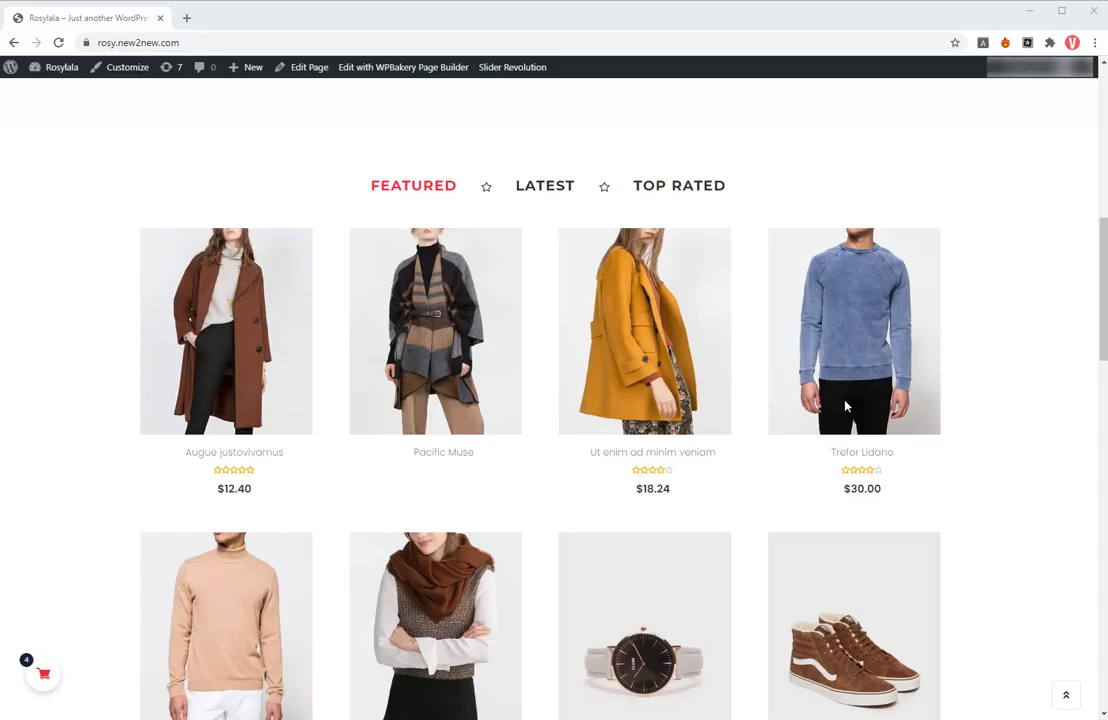 Rosylala – Just another WordPre
rosy.new2new.com
Rosylala Customize 7 0 New Edit Page Edit with WPBakery Page Builder Slider Revolution
FEATURED LATEST TOP RATED
Augue justovivamus Pacific Muse Ut enim ad minim veniam Trefor Lidano
$12.40 $18.24 $30.00
4